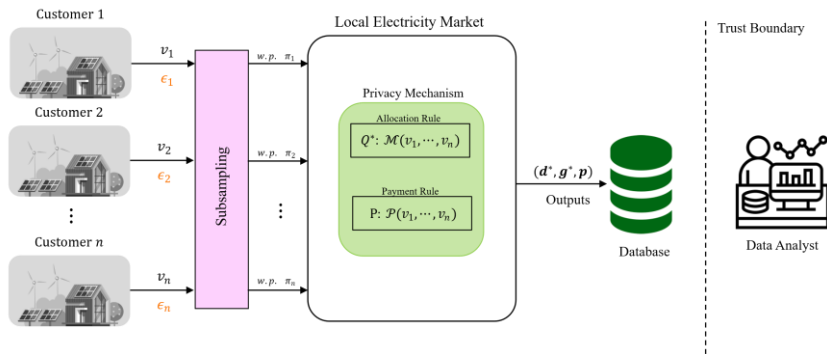 Customer 1
Local Electricity Market
Trust Boundary
v₁
ϵ₁
w.p. π₁
Customer 2
Privacy Mechanism
Allocation Rule
Q*: ℳ(v₁, ⋯, vₙ)
v₂
ϵ₂
Subsampling
w.p. π₂
(d*, g*, p)
Outputs
⋮
⋮
Payment Rule
P: 𝒫(v₁, ⋯, vₙ)
Customer n
Database
Data Analyst
vₙ
ϵₙ
w.p. πₙ